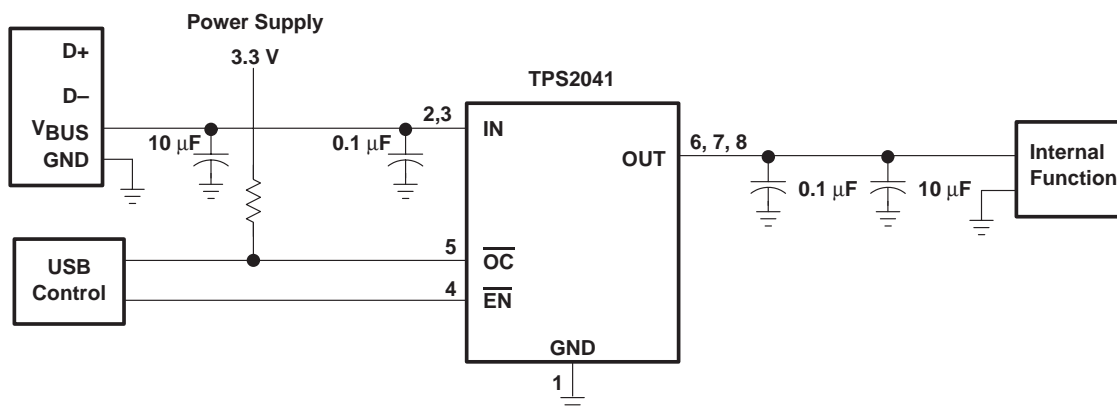 Power Supply
3.3 V
D+
D−
VBUS
GND
10 μF
0.1 μF
2,3
TPS2041
IN
OUT
6, 7, 8
0.1 μF
10 μF
Internal
Function
USB
Control
5
OC
4
EN
GND
1